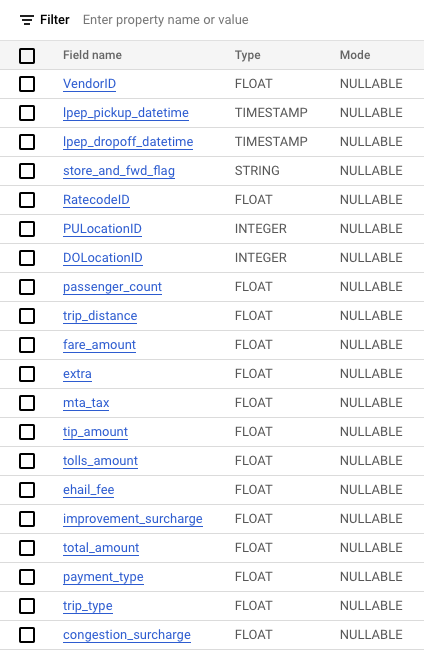 Filter Enter property name or value
Field name Type Mode
VendorID FLOAT NULLABLE
lpep_pickup_datetime TIMESTAMP NULLABLE
lpep_dropoff_datetime TIMESTAMP NULLABLE
store_and_fwd_flag STRING NULLABLE
RatecodeID FLOAT NULLABLE
PULocationID INTEGER NULLABLE
DOLocationID INTEGER NULLABLE
passenger_count FLOAT NULLABLE
trip_distance FLOAT NULLABLE
fare_amount FLOAT NULLABLE
extra FLOAT NULLABLE
mta_tax FLOAT NULLABLE
tip_amount FLOAT NULLABLE
tolls_amount FLOAT NULLABLE
ehail_fee FLOAT NULLABLE
improvement_surcharge FLOAT NULLABLE
total_amount FLOAT NULLABLE
payment_type FLOAT NULLABLE
trip_type FLOAT NULLABLE
congestion_surcharge FLOAT NULLABLE